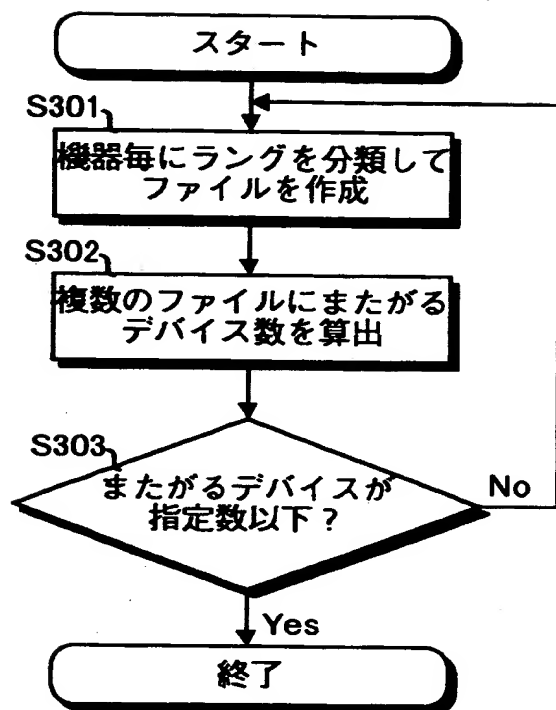 スタート
S301
機器毎にラングを分類して
ファイルを作成
S302
複数のファイルにまたがる
デバイス数を算出
S303
またがるデバイスが
指定数以下？
No
Yes
終了